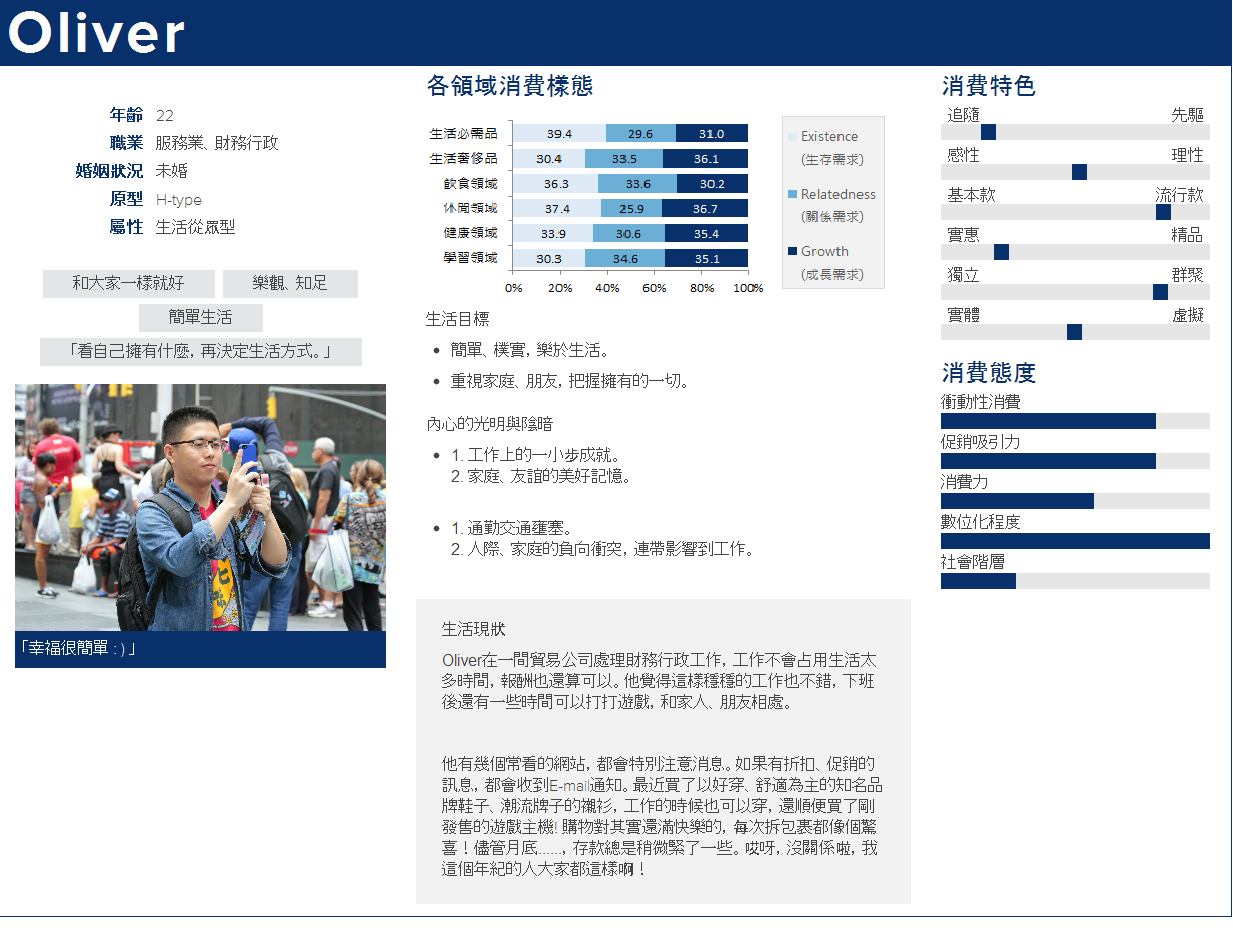 Oliver
年齡 22
職業 服務業、財務行政
婚姻狀況 未婚
原型 H-type
屬性 生活從眾型
和大家一樣就好
樂觀、知足
簡單生活
「看自己擁有什麼，再決定生活方式。」
「幸福很簡單 : ) 」
各領域消費樣態
生活必需品 39.4 29.6 31.0
生活奢侈品 30.4 33.5 36.1
飲食領域 36.3 33.6 30.2
休閒領域 37.4 25.9 36.7
健康領域 33.9 30.6 35.4
學習領域 30.3 34.6 35.1
0% 20% 40% 60% 80% 100%
Existence
(生存需求)
Relatedness
(關係需求)
Growth
(成長需求)
生活目標
• 簡單、樸實，樂於生活。
• 重視家庭、朋友，把握擁有的一切。
內心的光明與陰暗
• 1. 工作上的一小步成就。
2. 家庭、友誼的美好記憶。
• 1. 通勤交通壅塞。
2. 人際、家庭的負向衝突，連帶影響到工作。
生活現狀
Oliver在一間貿易公司處理財務行政工作，工作不會占用生活太
多時間，報酬也還算可以。他覺得這樣穩穩的工作也不錯，下班
後還有一些時間可以打打遊戲，和家人、朋友相處。
他有幾個常看的網站，都會特別注意消息。如果有折扣、促銷的
訊息，都會收到E-mail通知。最近買了以好穿、舒適為主的知名品
牌鞋子、潮流牌子的襯衫，工作的時候也可以穿，還順便買了剛
發售的遊戲主機! 購物對其實還滿快樂的，每次拆包裹都像個驚
喜！儘管月底......，存款總是稍微緊了一些。哎呀，沒關係啦，我
這個年紀的人大家都這樣啊！
消費特色
追隨 先驅
感性 理性
基本款 流行款
實惠 精品
獨立 群聚
實體 虛擬
消費態度
衝動性消費
促銷吸引力
消費力
數位化程度
社會階層